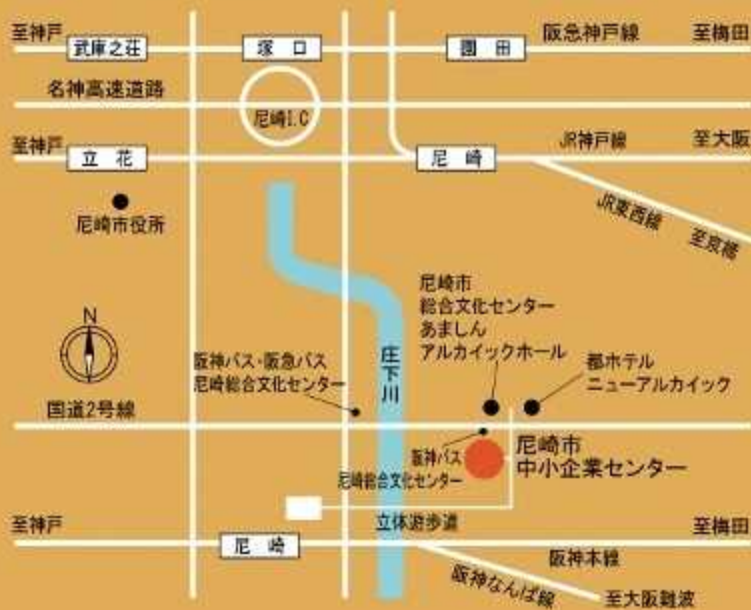 至神戸
武庫之荘
塚口
園田
阪急神戸線
至梅田
名神高速道路
尼崎I.C
至神戸
立花
尼崎
JR神戸線
至大阪
JR東西線
至京橋
尼崎市役所
尼崎市
総合文化センター
あましん
アルカイックホール
N
阪神バス・阪急バス
尼崎総合文化センター
庄下川
都ホテル
ニューアルカイック
国道2号線
阪神バス
尼崎総合文化センター
尼崎市
中小企業センター
至神戸
立体遊歩道
至梅田
尼崎
阪神本線
阪神なんば線
至大阪難波